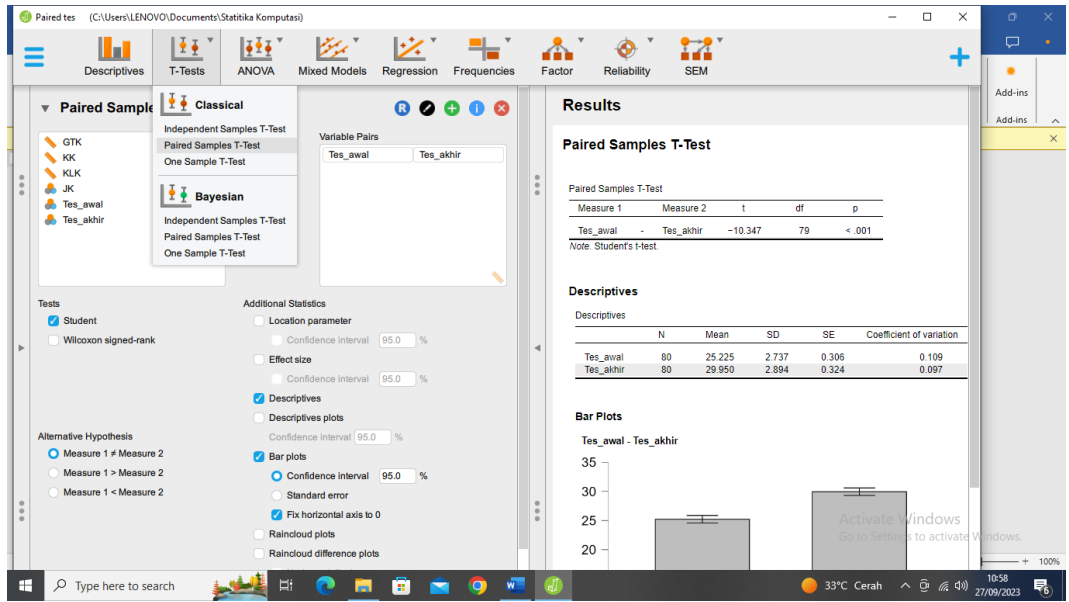 Paired tes (C:\Users\LENOVO\Documents\Statitika Komputasi)
Descriptives T-Tests ANOVA Mixed Models Regression Frequencies Factor Reliability SEM
Add-ins
Add-ins
Paired Sample
Classical
Independent Samples T-Test
Paired Samples T-Test
One Sample T-Test
Bayesian
Independent Samples T-Test
Paired Samples T-Test
One Sample T-Test
GTK
KK
KLK
JK
Tes_awal
Tes_akhir
Variable Pairs
Tes_awal Tes_akhir
Tests
Student
Wilcoxon signed-rank
Alternative Hypothesis
Measure 1 ≠ Measure 2
Measure 1 > Measure 2
Measure 1 < Measure 2
Additional Statistics
Location parameter
Confidence interval 95.0 %
Effect size
Confidence interval 95.0 %
Descriptives
Descriptives plots
Confidence interval 95.0 %
Bar plots
Confidence interval 95.0 %
Standard error
Fix horizontal axis to 0
Raincloud plots
Raincloud difference plots
Results
Paired Samples T-Test
Paired Samples T-Test
Measure 1 Measure 2 t df p
Tes_awal - Tes_akhir −10.347 79 < .001
Note. Student's t-test.
Descriptives
Descriptives
N Mean SD SE Coefficient of variation
Tes_awal 80 25.225 2.737 0.306 0.109
Tes_akhir 80 29.950 2.894 0.324 0.097
Bar Plots
Tes_awal - Tes_akhir
35
30
25
20
Activate Windows
Go to Settings to activate Windows.
100%
Type here to search
33°C Cerah
10:58
27/09/2023